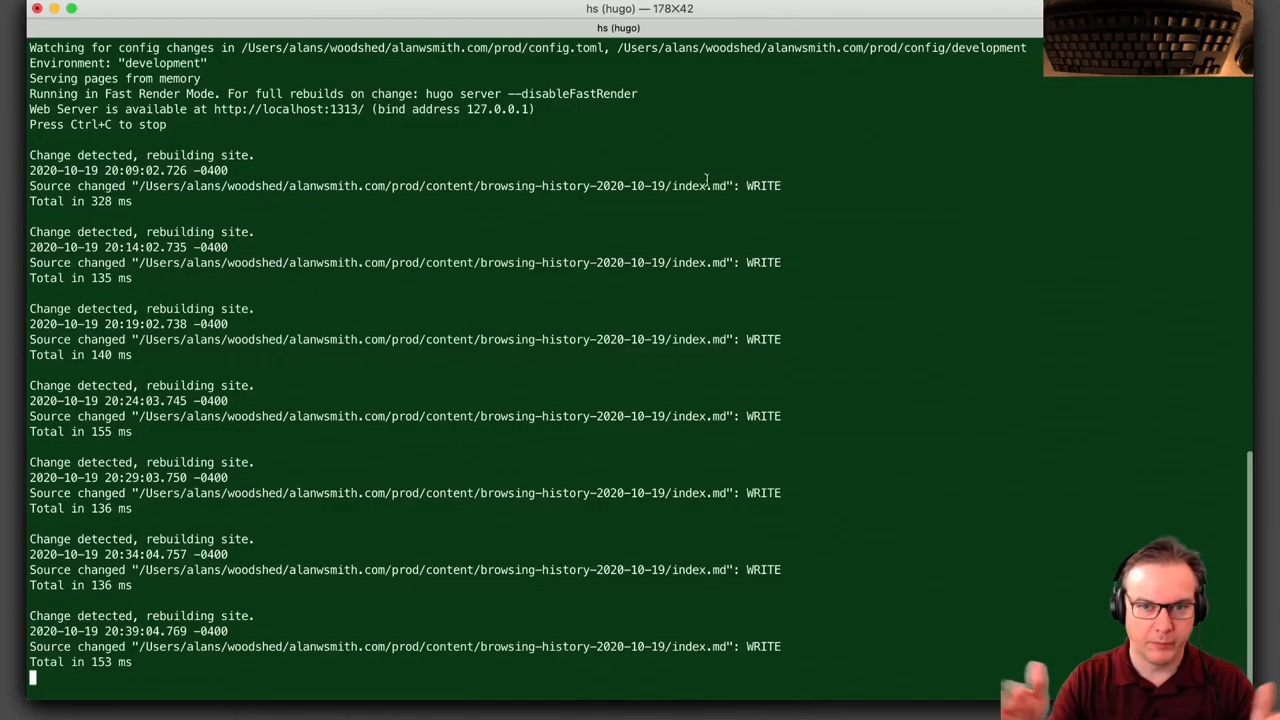 hs (hugo) — 178✕42
hs (hugo)
Watching for config changes in /Users/alans/woodshed/alanwsmith.com/prod/config.toml, /Users/alans/woodshed/alanwsmith.com/prod/config/development
Environment: "development"
Serving pages from memory
Running in Fast Render Mode. For full rebuilds on change: hugo server --disableFastRender
Web Server is available at http://localhost:1313/ (bind address 127.0.0.1)
Press Ctrl+C to stop
Change detected, rebuilding site.
2020-10-19 20:09:02.726 -0400
Source changed "/Users/alans/woodshed/alanwsmith.com/prod/content/browsing-history-2020-10-19/index.md": WRITE
Total in 328 ms
Change detected, rebuilding site.
2020-10-19 20:14:02.735 -0400
Source changed "/Users/alans/woodshed/alanwsmith.com/prod/content/browsing-history-2020-10-19/index.md": WRITE
Total in 135 ms
Change detected, rebuilding site.
2020-10-19 20:19:02.738 -0400
Source changed "/Users/alans/woodshed/alanwsmith.com/prod/content/browsing-history-2020-10-19/index.md": WRITE
Total in 140 ms
Change detected, rebuilding site.
2020-10-19 20:24:03.745 -0400
Source changed "/Users/alans/woodshed/alanwsmith.com/prod/content/browsing-history-2020-10-19/index.md": WRITE
Total in 155 ms
Change detected, rebuilding site.
2020-10-19 20:29:03.750 -0400
Source changed "/Users/alans/woodshed/alanwsmith.com/prod/content/browsing-history-2020-10-19/index.md": WRITE
Total in 136 ms
Change detected, rebuilding site.
2020-10-19 20:34:04.757 -0400
Source changed "/Users/alans/woodshed/alanwsmith.com/prod/content/browsing-history-2020-10-19/index.md": WRITE
Total in 136 ms
Change detected, rebuilding site.
2020-10-19 20:39:04.769 -0400
Source changed "/Users/alans/woodshed/alanwsmith.com/prod/content/browsing-history-2020-10-19/index.md": WRITE
Total in 153 ms